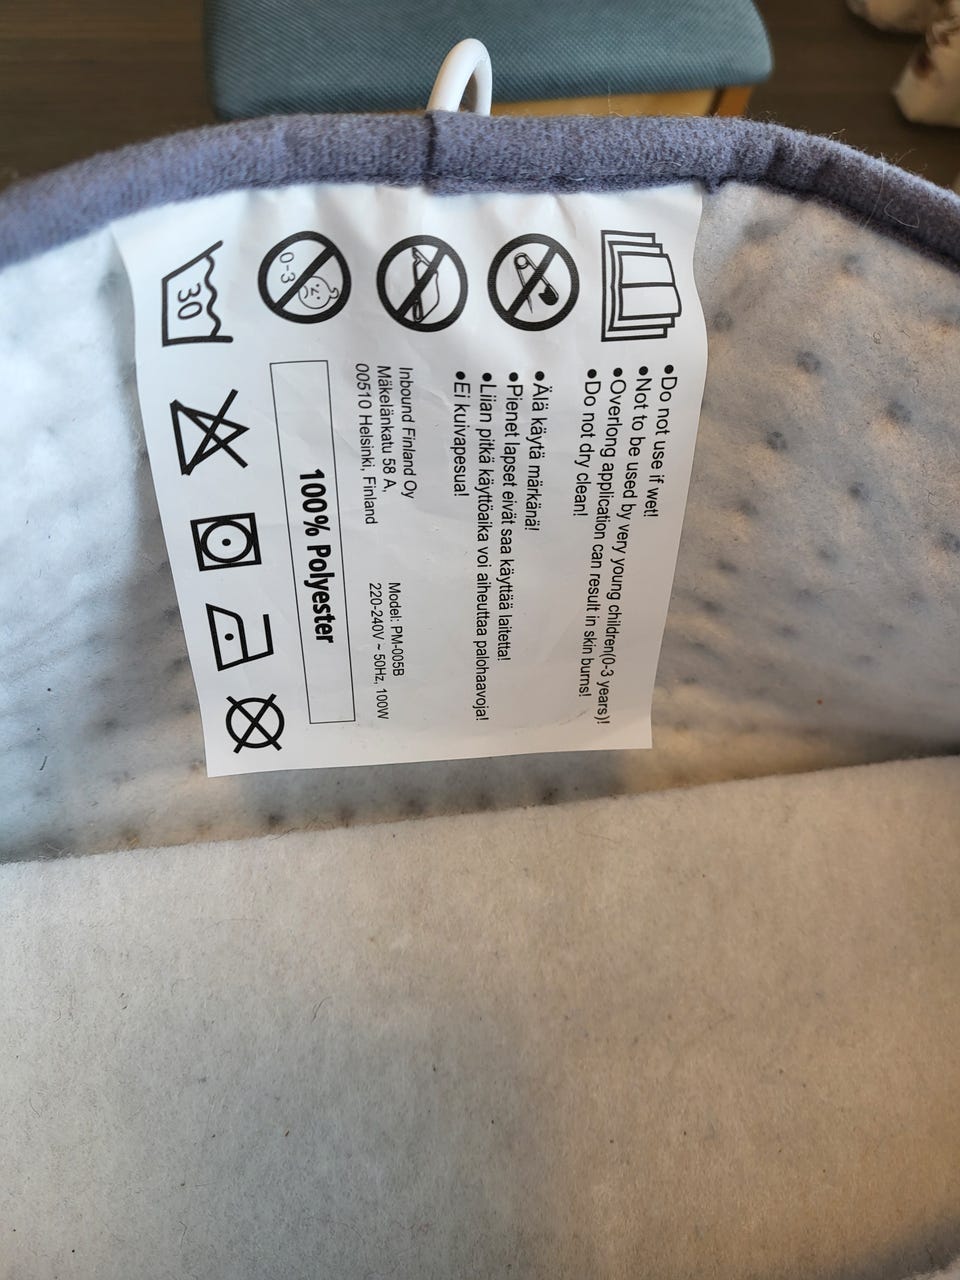 •Do not use if wet!
•Not to be used by very young children(0-3 years)!
•Overlong application can result in skin burns!
•Do not dry clean!
•Älä käytä märkänä!
•Pienet lapset eivät saa käyttää laitetta!
•Liian pitkä käyttöaika voi aiheuttaa palohaavoja!
•Ei kuivapesua!
Inbound Finland Oy
Mäkelänkatu 58 A,
00510 Helsinki, Finland
Model: PM-005B
220-240V ~ 50Hz, 100W
100% Polyester
0-3
30